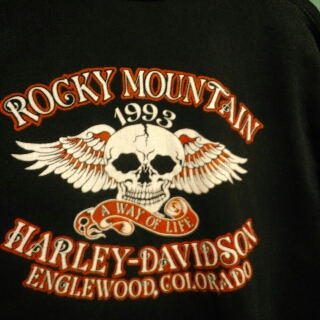 ROCKY MOUNTAIN
1993
A WAY OF LIFE
HARLEY-DAVIDSON
ENGLEWOOD, COLORADO